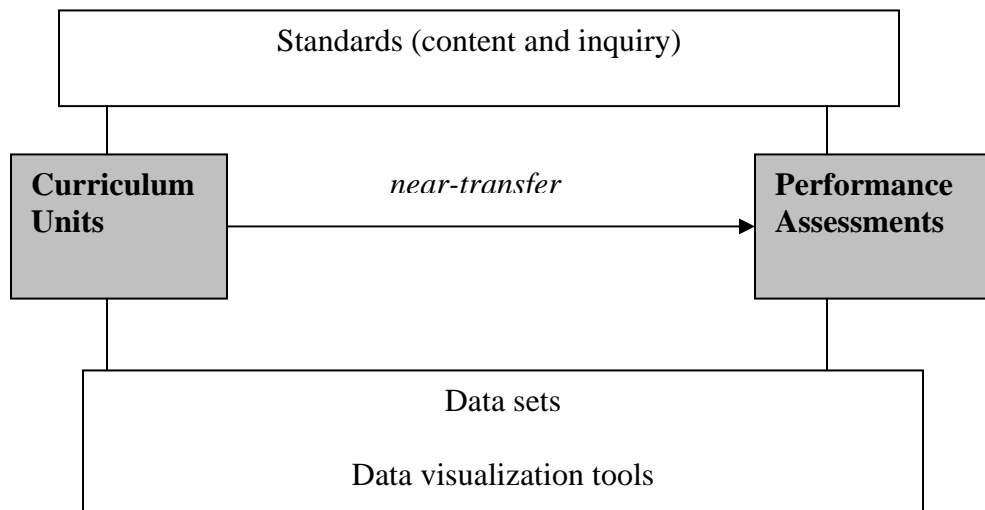 Standards (content and inquiry)
Curriculum
Units
near-transfer
Performance
Assessments
Data sets
Data visualization tools